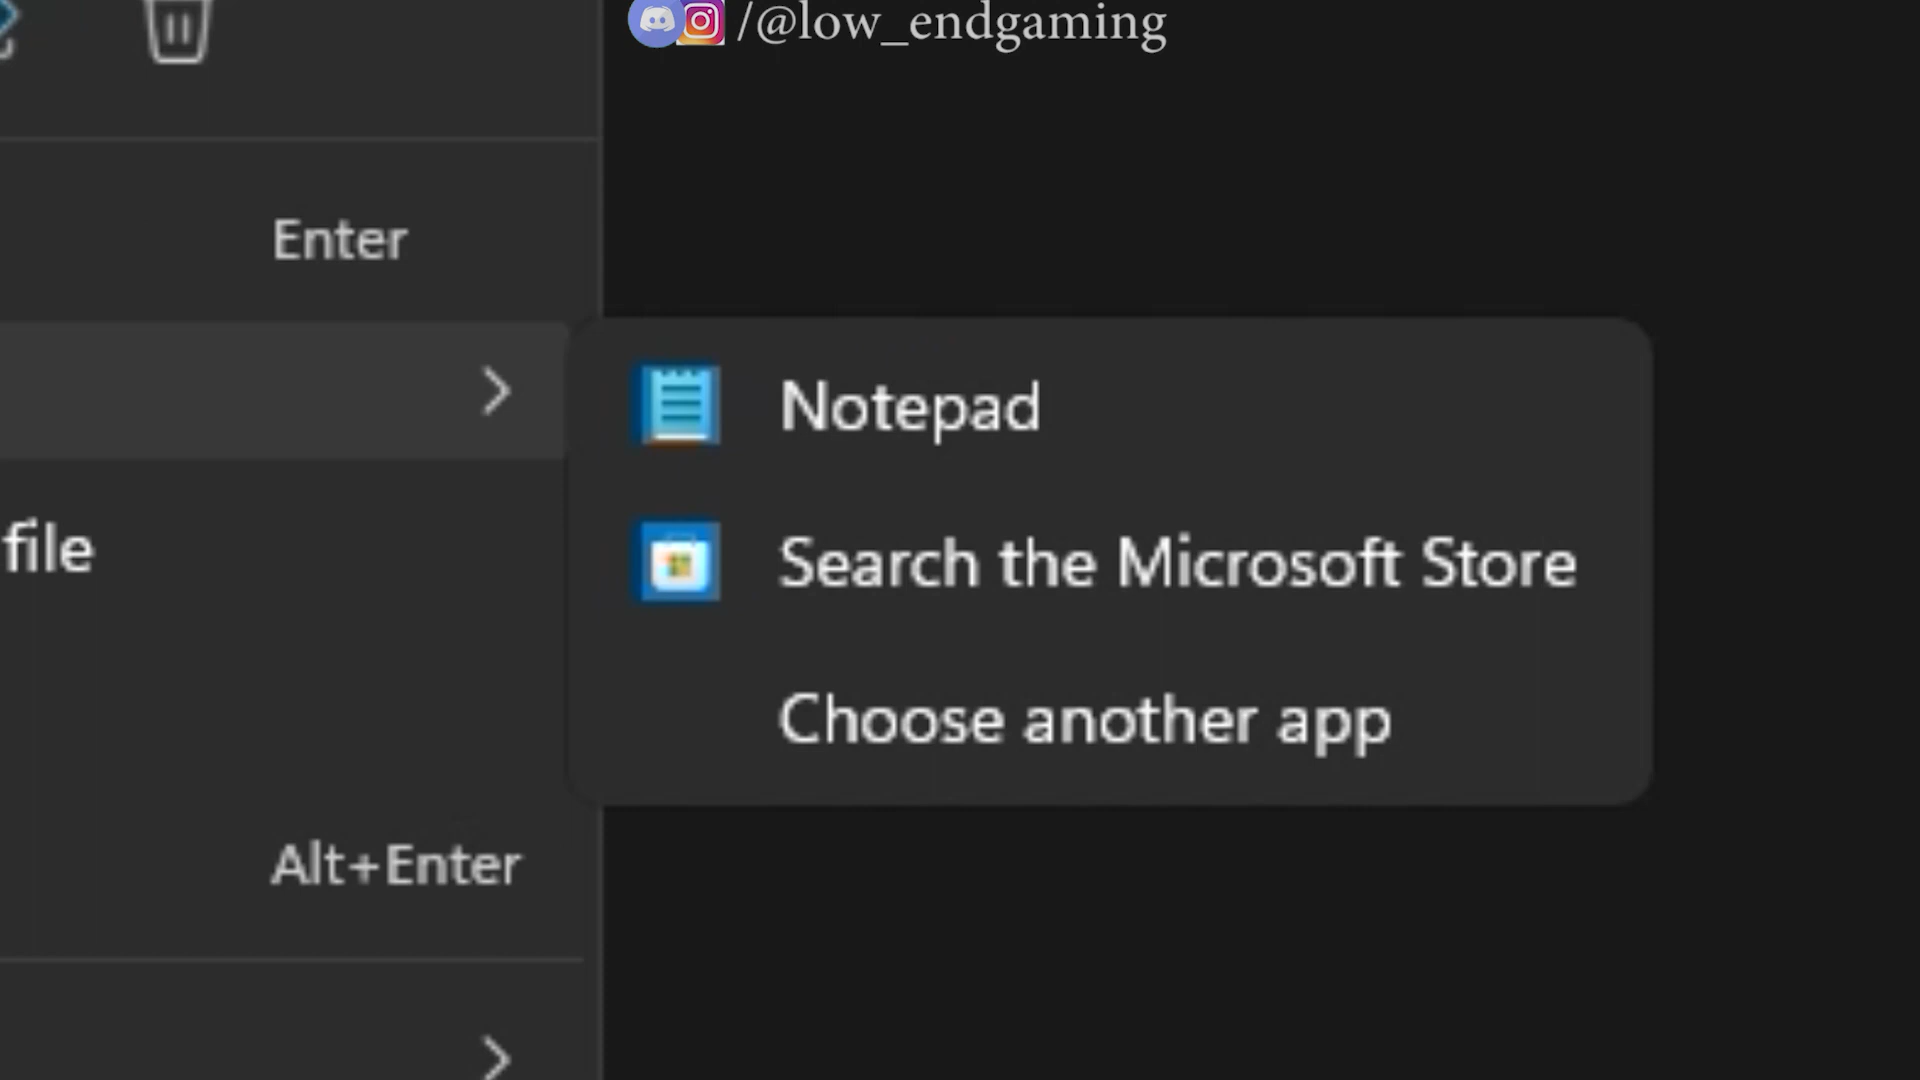 /@low_endgaming
Enter
Notepad
file
Search the Microsoft Store
Choose another app
Alt+Enter